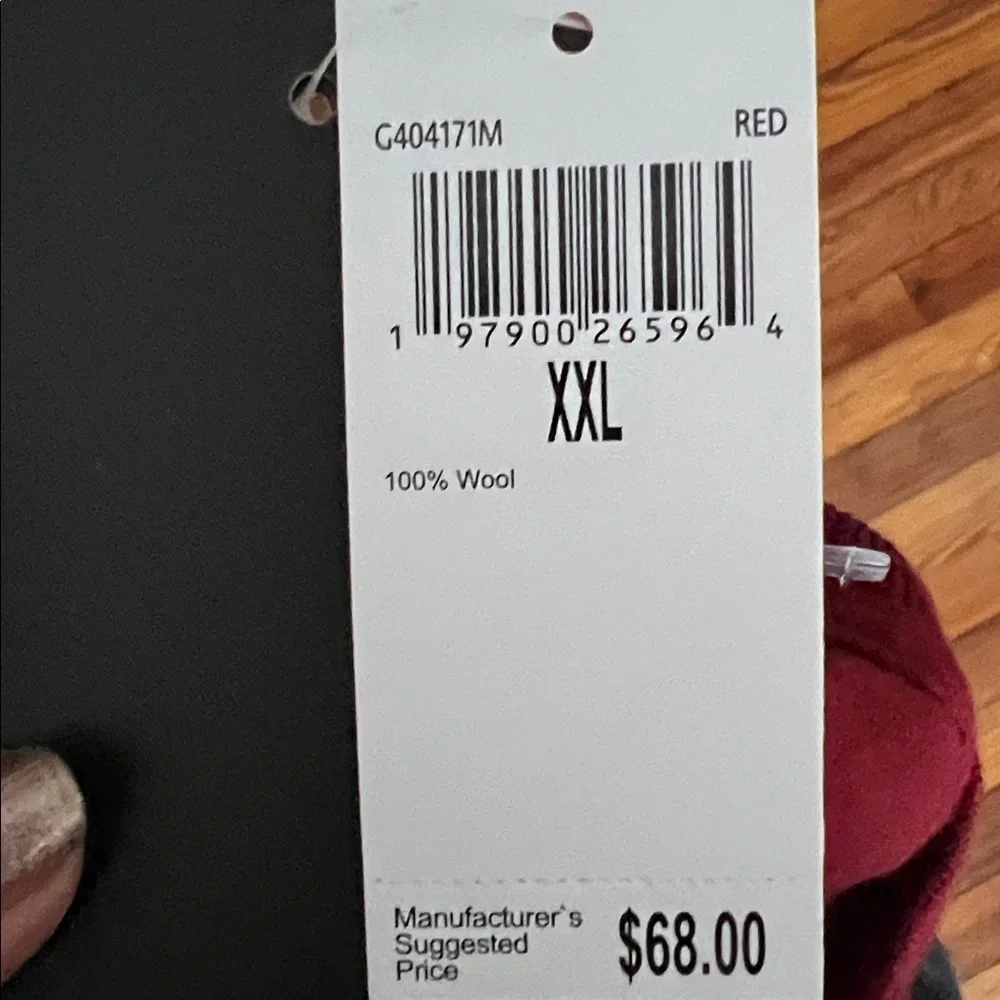 G404171M RED
1 97900 26596 4
XXL
100% Wool
Manufacturer`s
Suggested
Price
$68.00